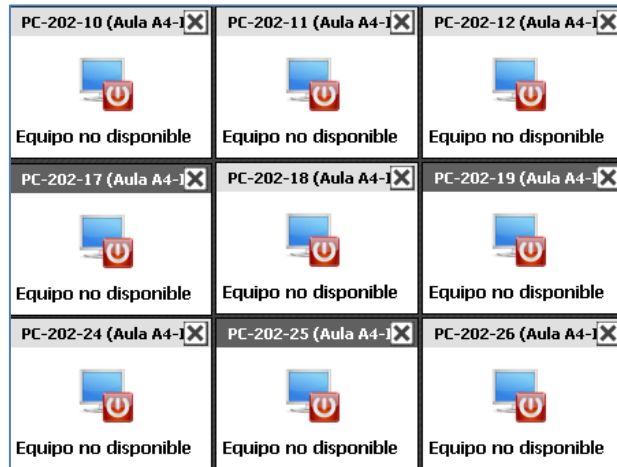 PC-202-10 (Aula A4-
PC-202-11 (Aula A4-
PC-202-12 (Aula A4-
Equipo no disponible
Equipo no disponible
Equipo no disponible
PC-202-17 (Aula A4-
PC-202-18 (Aula A4-
PC-202-19 (Aula A4-
Equipo no disponible
Equipo no disponible
Equipo no disponible
PC-202-24 (Aula A4-
PC-202-25 (Aula A4-
PC-202-26 (Aula A4-
Equipo no disponible
Equipo no disponible
Equipo no disponible